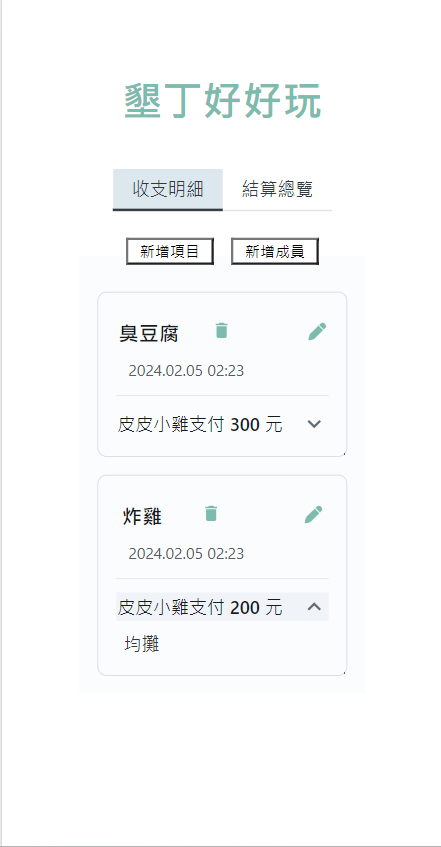 墾丁好好玩
收支明細 結算總覽
新增項目 新增成員
臭豆腐
2024.02.05 02:23
皮皮小雞支付 300 元
炸雞
2024.02.05 02:23
皮皮小雞支付 200 元
均攤